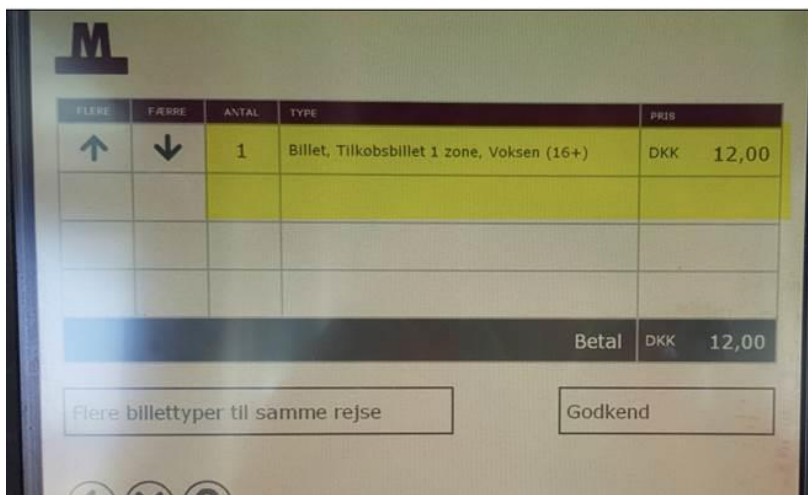 M
FLERE FÆRRE ANTAL TYPE PRIS
1 Billet, Tilkøbsbillet 1 zone, Voksen (16+) DKK 12,00
Betal DKK 12,00
Flere billettyper til samme rejse Godkend